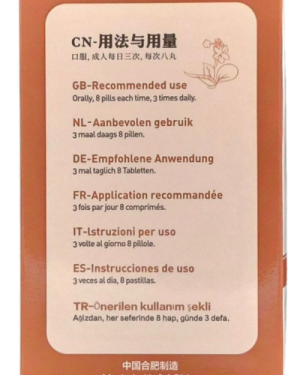 CN-用法与用量
口服, 成人每日三次, 每次八丸
GB-Recommended use
Orally, 8 pills each time, 3 times daily.
NL-Aanbevolen gebruik
3 maal daags 8 pillen.
DE-Empfohlene Anwendung
3 mal taglich 8 Tabletten.
FR-Application recommandée
3 fois par jour 8 comprimés.
IT-lstruzioni per uso
3 volte al giorno 8 pillole.
ES-Instrucciones de uso
3 veces al dia, 8 pastillas.
TR-Önerilen kullanım şekli
Ağizdan, her seferinde 8 hap, günde 3 defa.
中国合肥制造